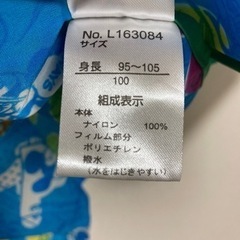 No. L163084
サイズ
身長 95～105
100
組成表示
本体
ナイロン 100%
フィルム部分
ポリエチレン
撥水
(水をはじきやすい)